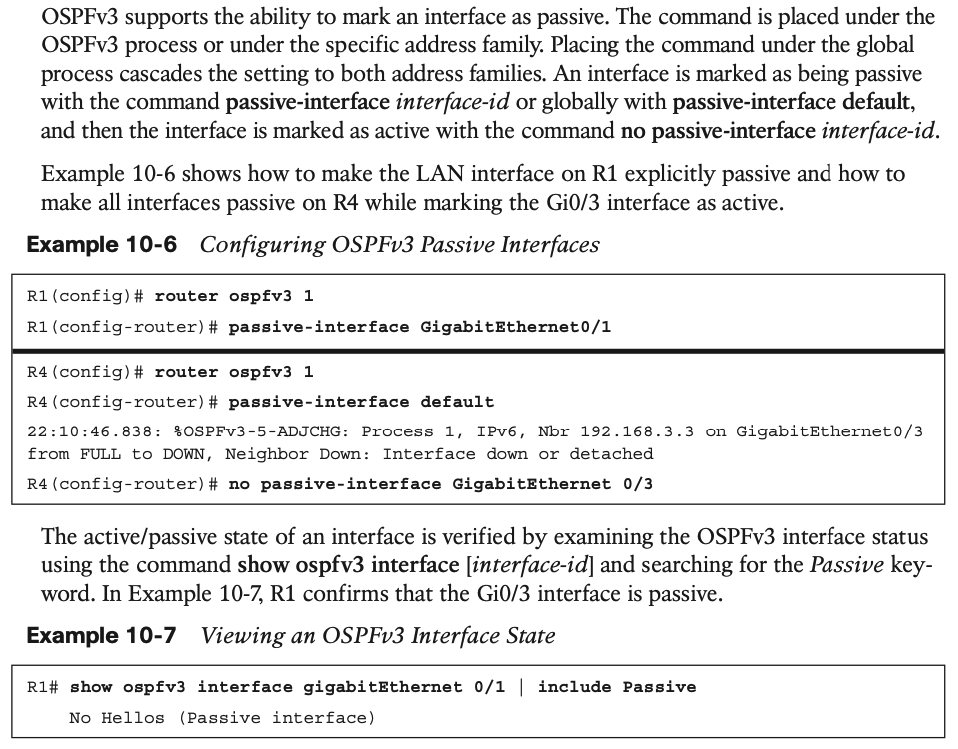 OSPFv3 supports the ability to mark an interface as passive. The command is placed under the
OSPFv3 process or under the specific address family. Placing the command under the global
process cascades the setting to both address families. An interface is marked as being passive
with the command passive-interface interface-id or globally with passive-interface default,
and then the interface is marked as active with the command no passive-interface interface-id.
Example 10-6 shows how to make the LAN interface on R1 explicitly passive and how to
make all interfaces passive on R4 while marking the Gi0/3 interface as active.
Example 10-6 Configuring OSPFv3 Passive Interfaces
R1(config)# router ospfv3 1
R1(config-router)# passive-interface GigabitEthernet0/1
R4(config)# router ospfv3 1
R4(config-router)# passive-interface default
22:10:46.838: %OSPFv3-5-ADJCHG: Process 1, IPv6, Nbr 192.168.3.3 on GigabitEthernet0/3
from FULL to DOWN, Neighbor Down: Interface down or detached
R4(config-router)# no passive-interface GigabitEthernet 0/3
The active/passive state of an interface is verified by examining the OSPFv3 interface status
using the command show ospfv3 interface [interface-id] and searching for the Passive key-
word. In Example 10-7, R1 confirms that the Gi0/3 interface is passive.
Example 10-7 Viewing an OSPFv3 Interface State
R1# show ospfv3 interface gigabitEthernet 0/1 | include Passive
No Hellos (Passive interface)